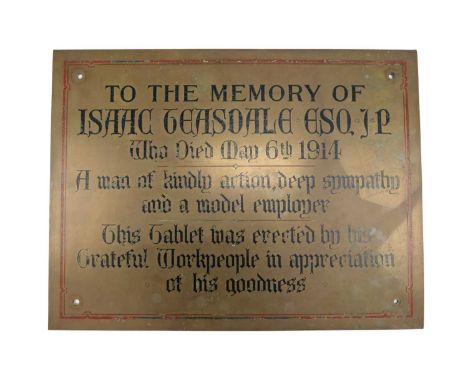 TO THE MEMORY OF
ISAAC TEASDALE ESQ, J P
Who Died May 6th 1914
A man of kindly action, deep sympathy
and a model employer
This Tablet was erected by his
Grateful Workpeople in appreciation
of his goodness